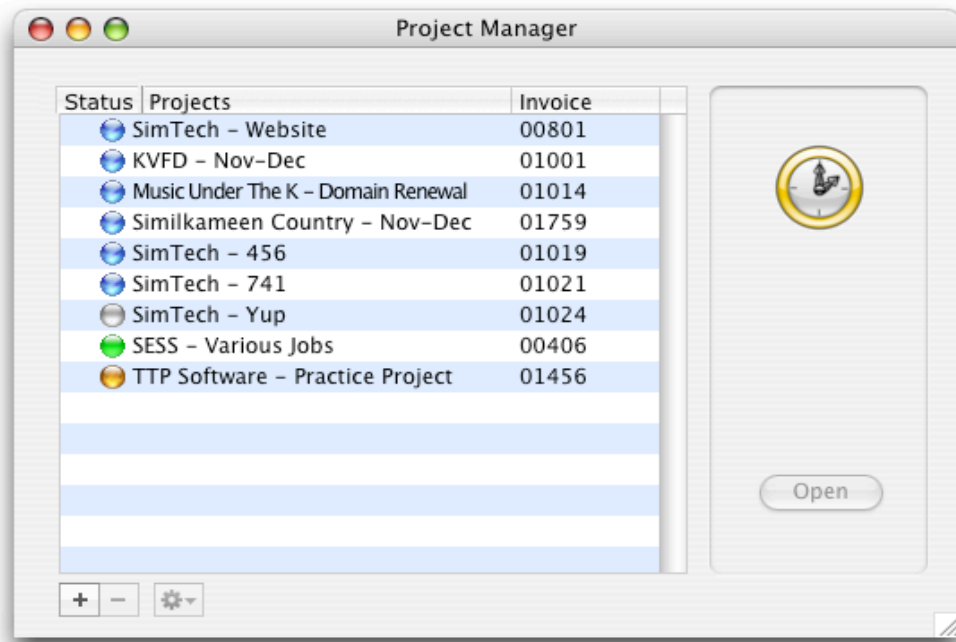 Project Manager
Status Projects Invoice
SimTech – Website 00801
KVFD – Nov-Dec 01001
Music Under The K – Domain Renewal 01014
Similkameen Country – Nov-Dec 01759
SimTech – 456 01019
SimTech – 741 01021
SimTech – Yup 01024
SESS – Various Jobs 00406
TTP Software – Practice Project 01456
Open